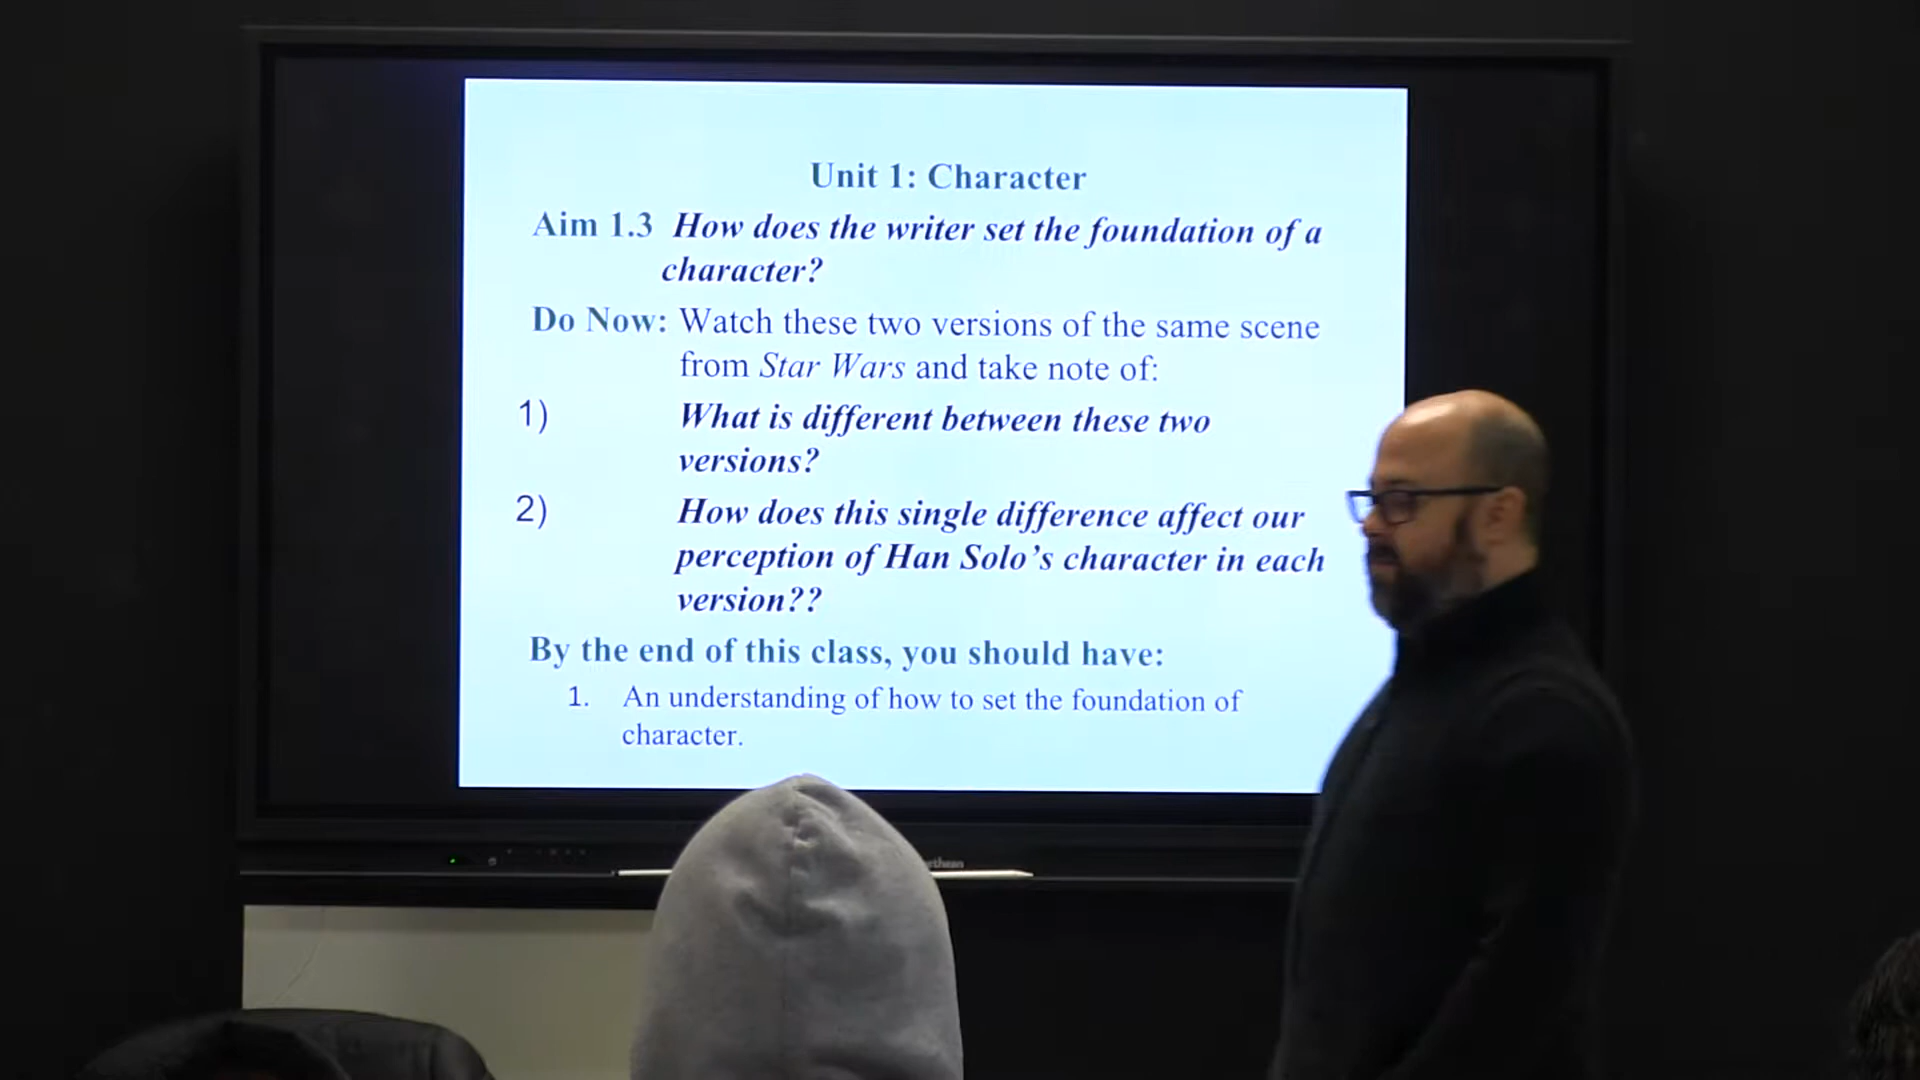 Unit 1: Character
Aim 1.3 How does the writer set the foundation of a
character?
Do Now: Watch these two versions of the same scene
from Star Wars and take note of:
1) What is different between these two
versions?
2) How does this single difference affect our
perception of Han Solo's character in each
version??
By the end of this class, you should have:
1. An understanding of how to set the foundation of
character.